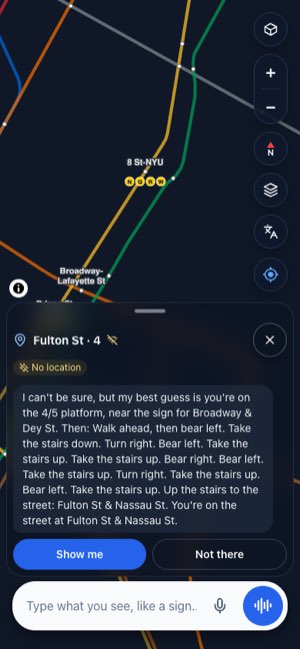 N
8 St-NYU
N Q R W
Broadway-
Lafayette St
Fulton St · 4
No location
I can't be sure, but my best guess is you're on
the 4/5 platform, near the sign for Broadway &
Dey St. Then: Walk ahead, then bear left. Take
the stairs down. Turn right. Bear left. Take the
stairs up. Take the stairs up. Bear right. Bear left.
Take the stairs up. Turn right. Take the stairs up.
Bear left. Take the stairs up. Up the stairs to the
street: Fulton St & Nassau St. You're on the
street at Fulton St & Nassau St.
Show me
Not there
Type what you see, like a sign..